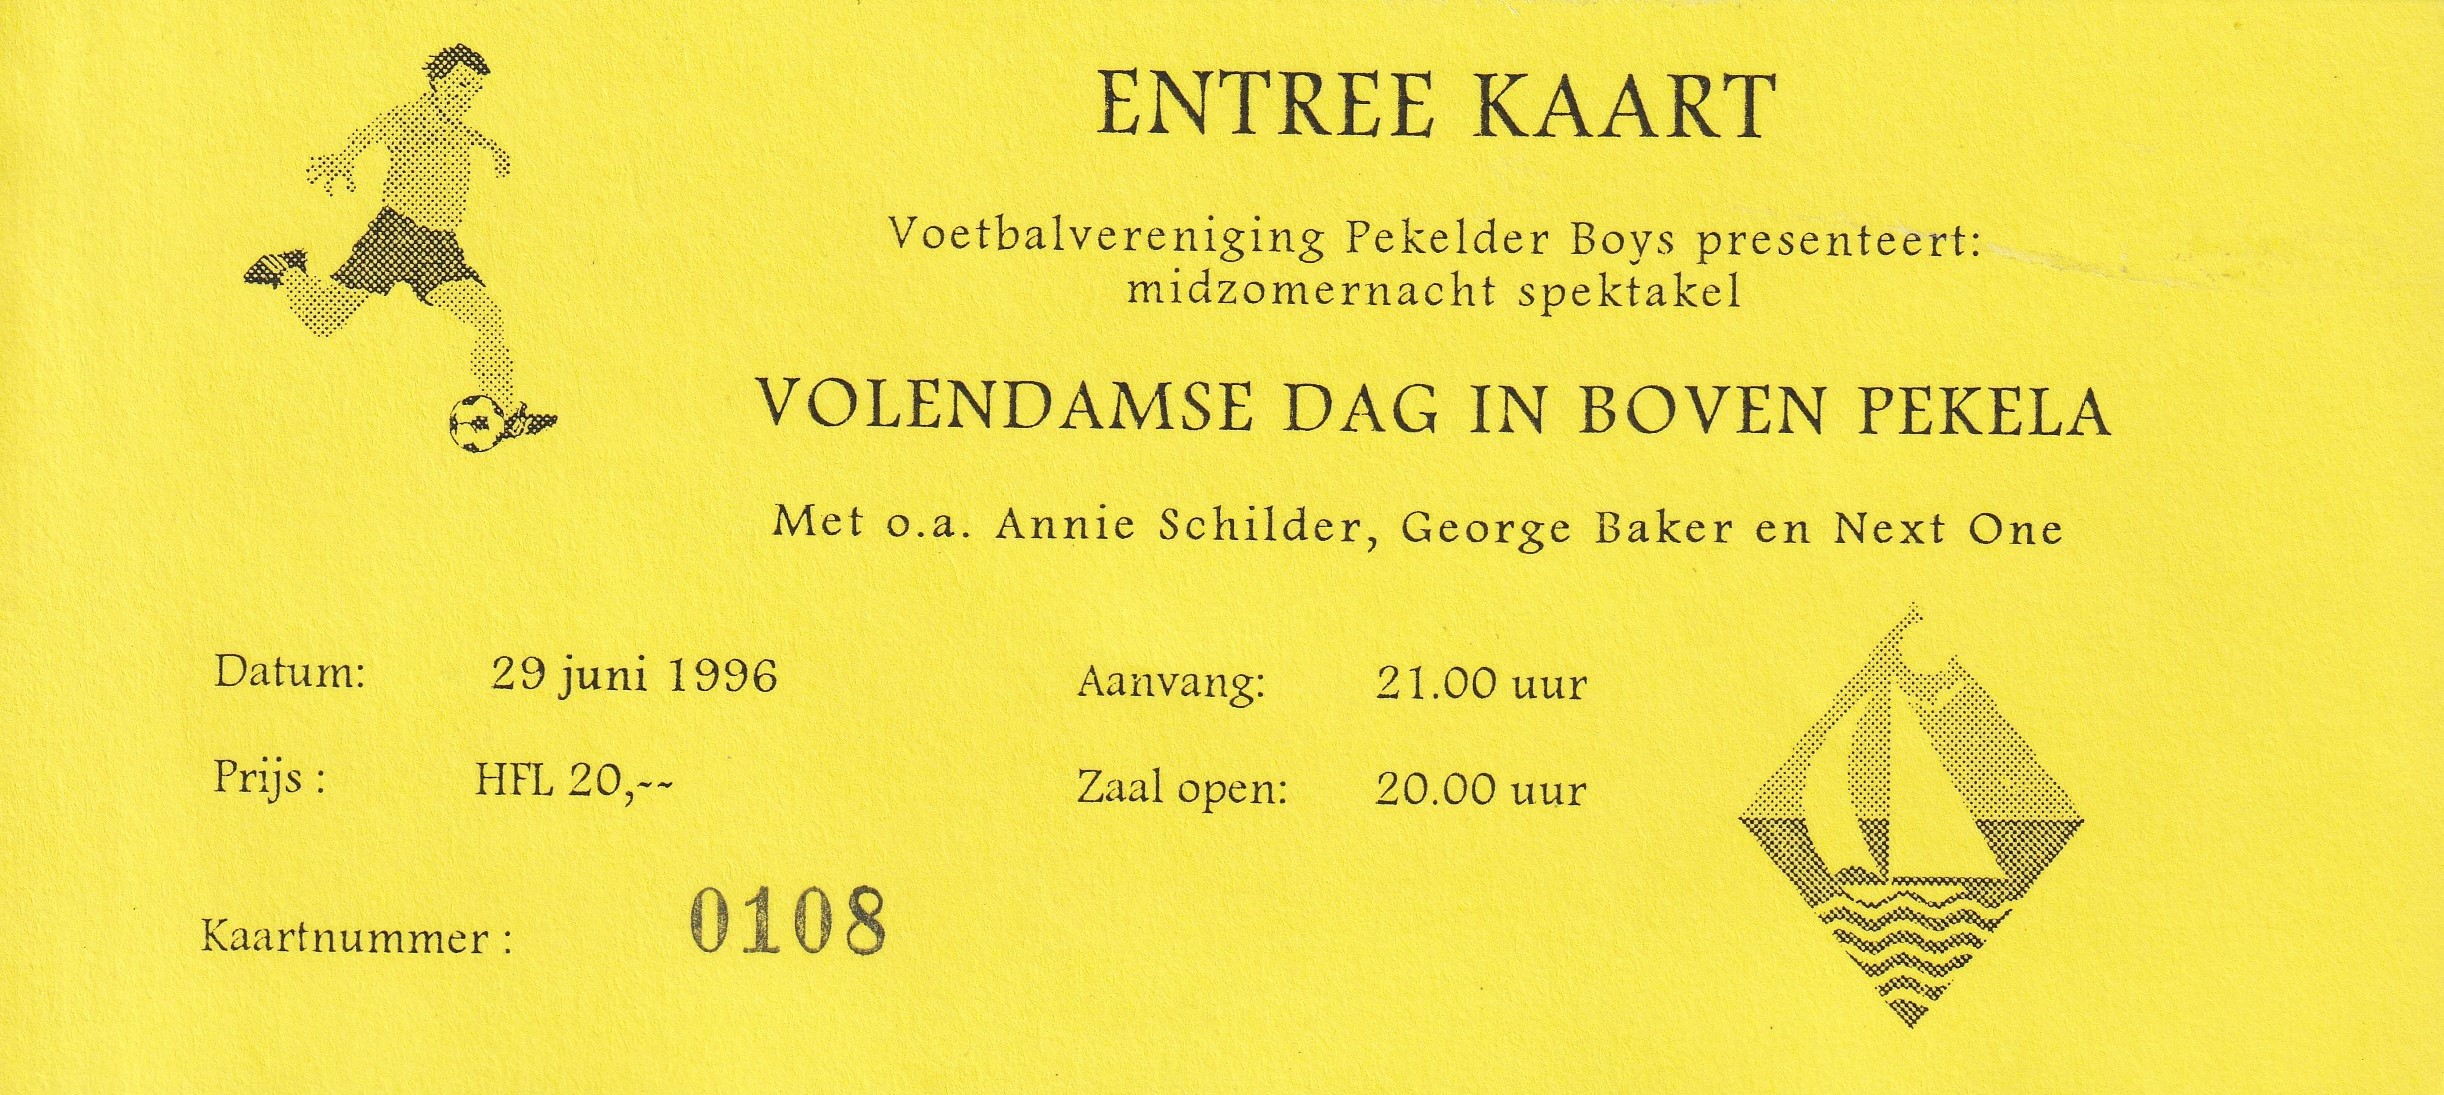 ENTREE KAART
Voetbalvereniging Pekelder Boys presenteert:
midzomernacht spektakel
VOLENDAMSE DAG IN BOVEN PEKELA
Met o.a. Annie Schilder, George Baker en Next One
Datum: 29 juni 1996 Aanvang: 21.00 uur
Prijs : HFL 20,-- Zaal open: 20.00 uur
Kaartnummer : 0108